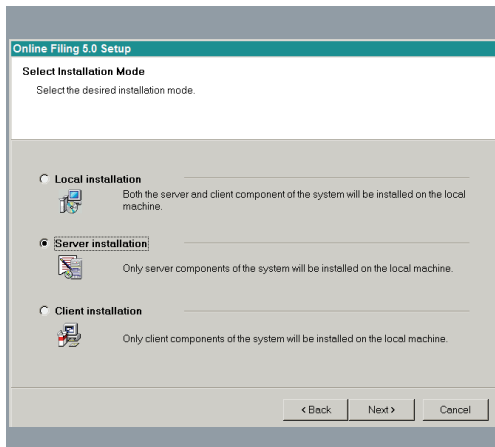 Online Filing 5.0 Setup
Select Installation Mode
Select the desired installation mode.
Local installation
Both the server and client component of the system will be installed on the local
machine.
Server installation
Only server components of the system will be installed on the local machine.
Client installation
Only client components of the system will be installed on the local machine.
< Back Next > Cancel